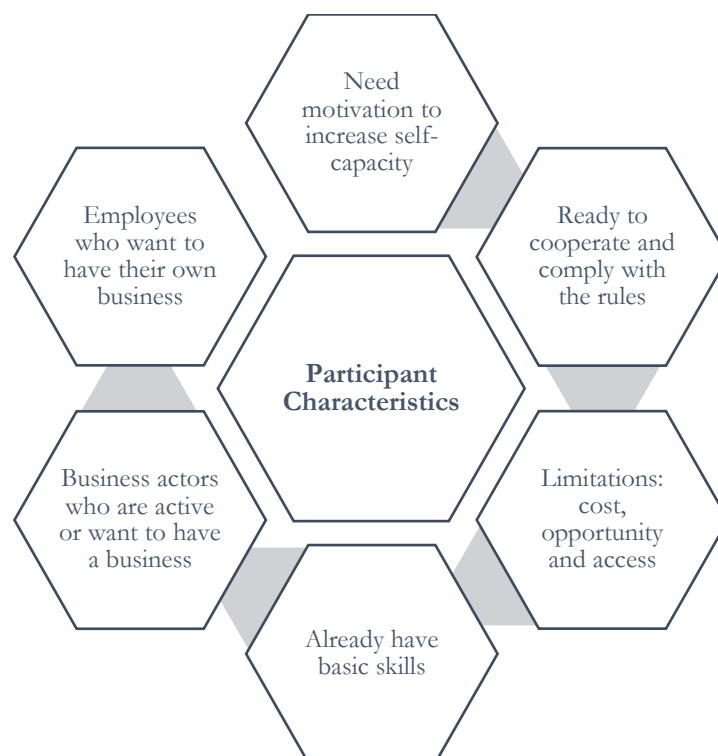 Need
motivation to
increase self-
capacity
Ready to
cooperate and
comply with
the rules
Limitations:
cost,
opportunity
and access
Already have
basic skills
Business actors
who are active
or want to have
a business
Employees
who want to
have their own
business
Participant
Characteristics